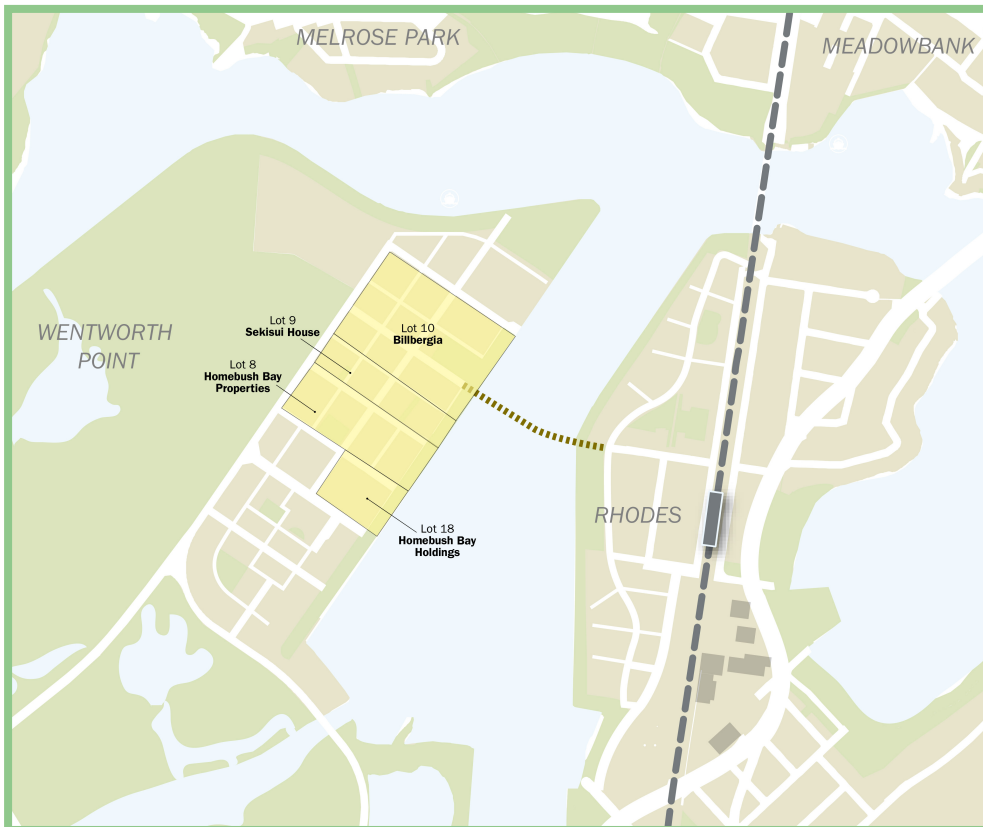 MELROSE PARK
MEADOWBANK
WENTWORTH
POINT
Lot 9
Sekisui House
Lot 10
Billbergia
Lot 8
Homebush Bay
Properties
RHODES
Lot 18
Homebush Bay
Holdings